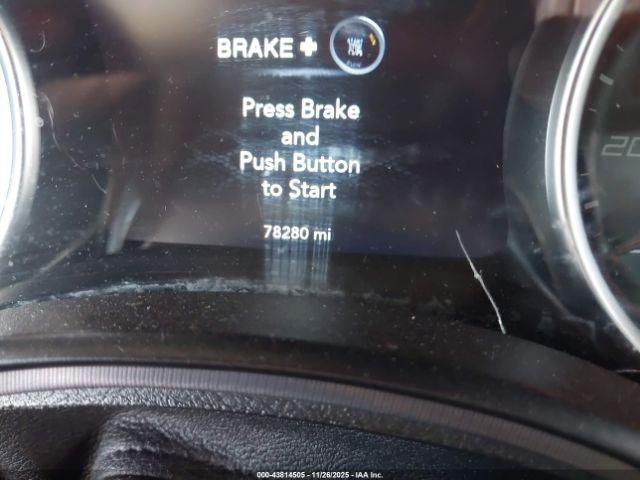 BRAKE +
Press Brake
and
Push Button
to Start
78280 mi
000-43814505 | 11/26/2025 - IAA Inc.